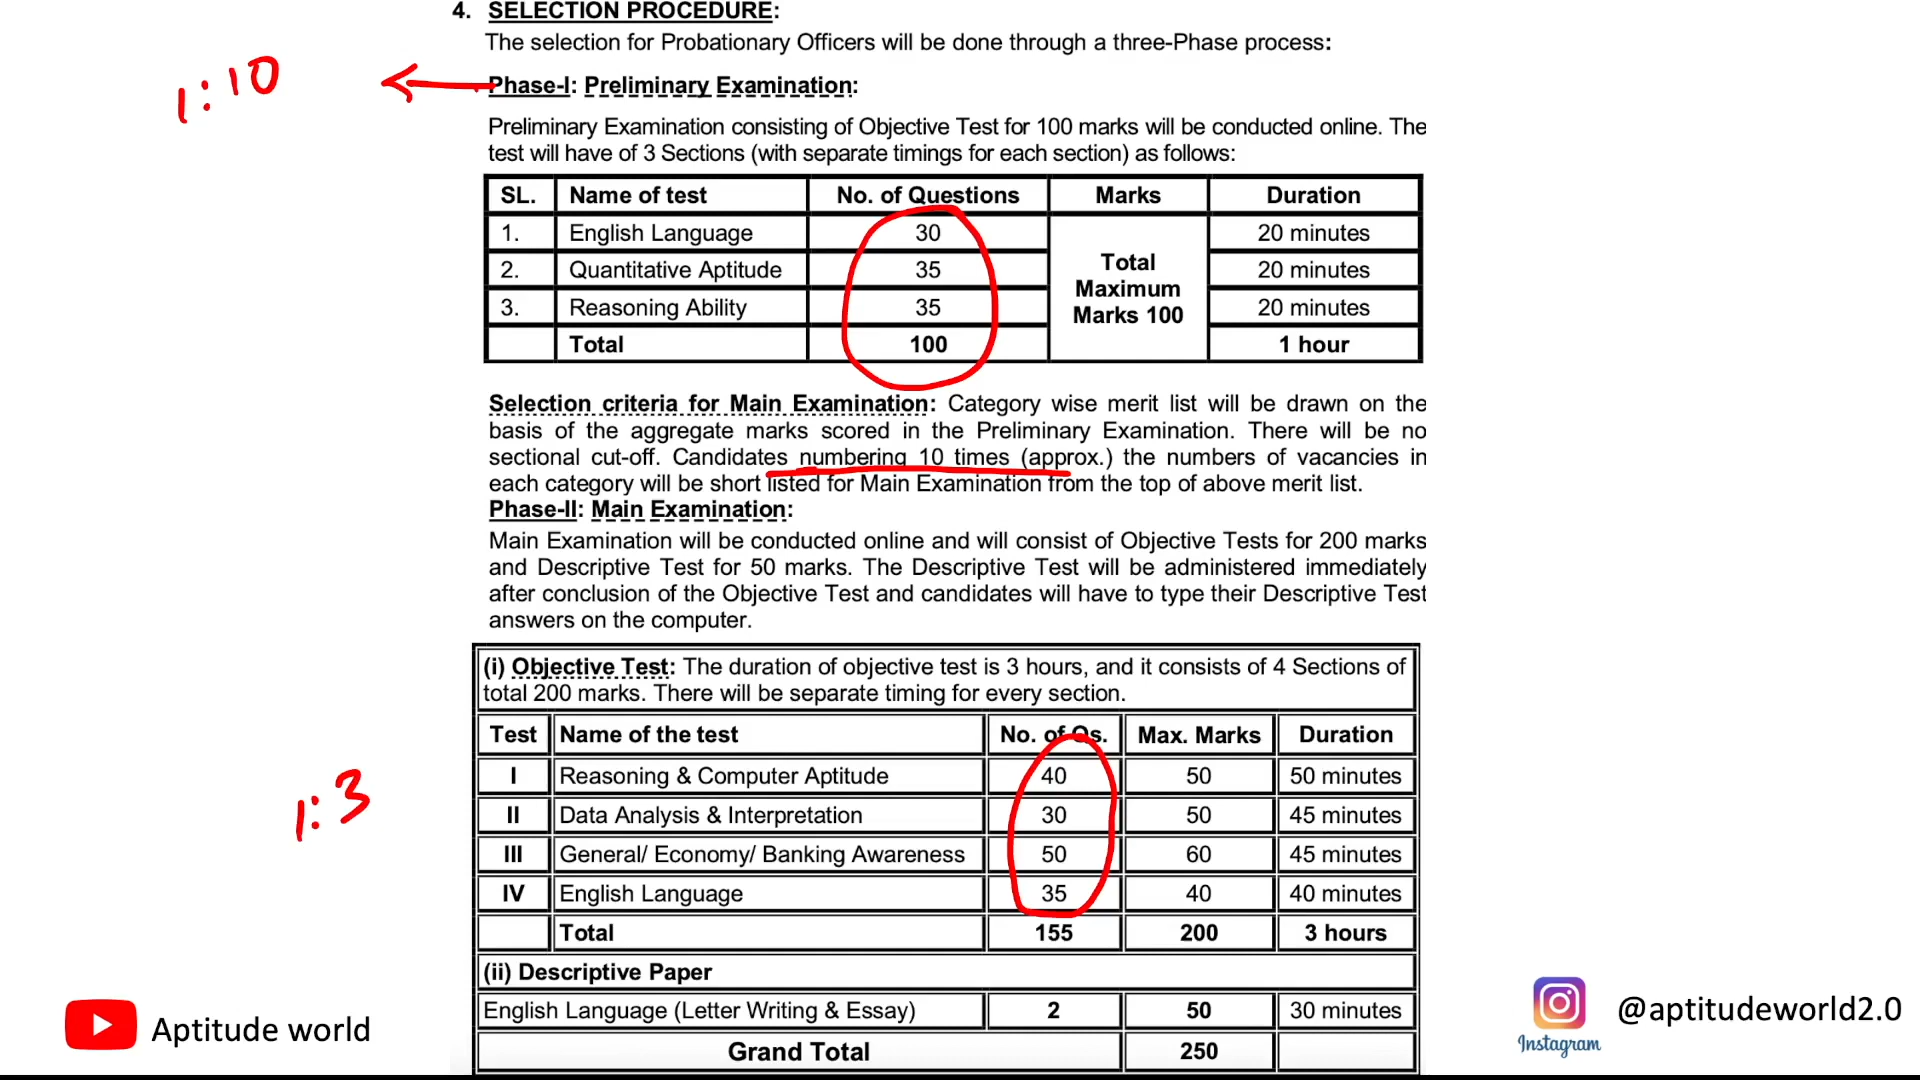 4. SELECTION PROCEDURE:
The selection for Probationary Officers will be done through a three-Phase process:
1:10
Phase-I: Preliminary Examination:
Preliminary Examination consisting of Objective Test for 100 marks will be conducted online. The
test will have of 3 Sections (with separate timings for each section) as follows:
SL. Name of test No. of Questions Marks Duration
1. English Language 30 20 minutes
2. Quantitative Aptitude 35 20 minutes
3. Reasoning Ability 35 20 minutes
Total Maximum Marks 100
Total 100 1 hour
Selection criteria for Main Examination: Category wise merit list will be drawn on the
basis of the aggregate marks scored in the Preliminary Examination. There will be no
sectional cut-off. Candidates numbering 10 times (approx.) the numbers of vacancies in
each category will be short listed for Main Examination from the top of above merit list.
Phase-II: Main Examination:
Main Examination will be conducted online and will consist of Objective Tests for 200 marks
and Descriptive Test for 50 marks. The Descriptive Test will be administered immediately
after conclusion of the Objective Test and candidates will have to type their Descriptive Test
answers on the computer.
(i) Objective Test: The duration of objective test is 3 hours, and it consists of 4 Sections of
total 200 marks. There will be separate timing for every section.
Test Name of the test No. of Qs. Max. Marks Duration
I Reasoning & Computer Aptitude 40 50 50 minutes
1:3
II Data Analysis & Interpretation 30 50 45 minutes
III General/ Economy/ Banking Awareness 50 60 45 minutes
IV English Language 35 40 40 minutes
Total 155 200 3 hours
(ii) Descriptive Paper
English Language (Letter Writing & Essay) 2 50 30 minutes
Grand Total 250
Aptitude world
@aptitudeworld2.0
Instagram